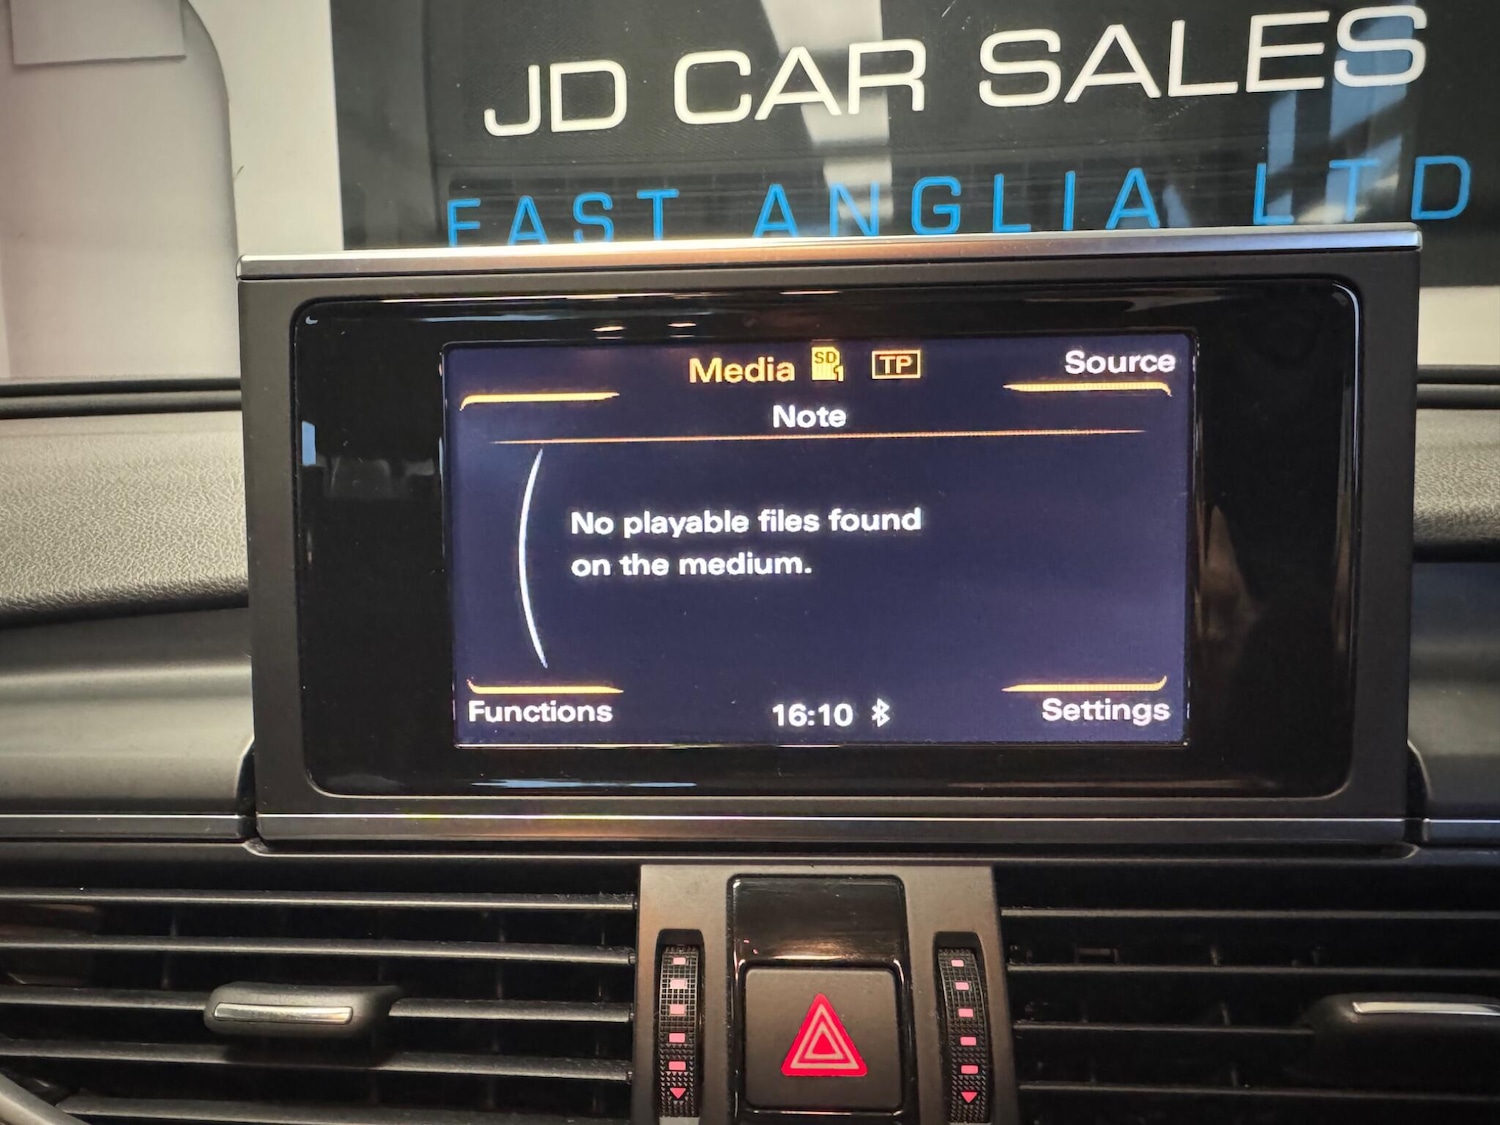 JD CAR SALES
EAST ANGLIA LTD
Media SD 1 TP Source
Note
No playable files found
on the medium.
Functions 16:10 Settings